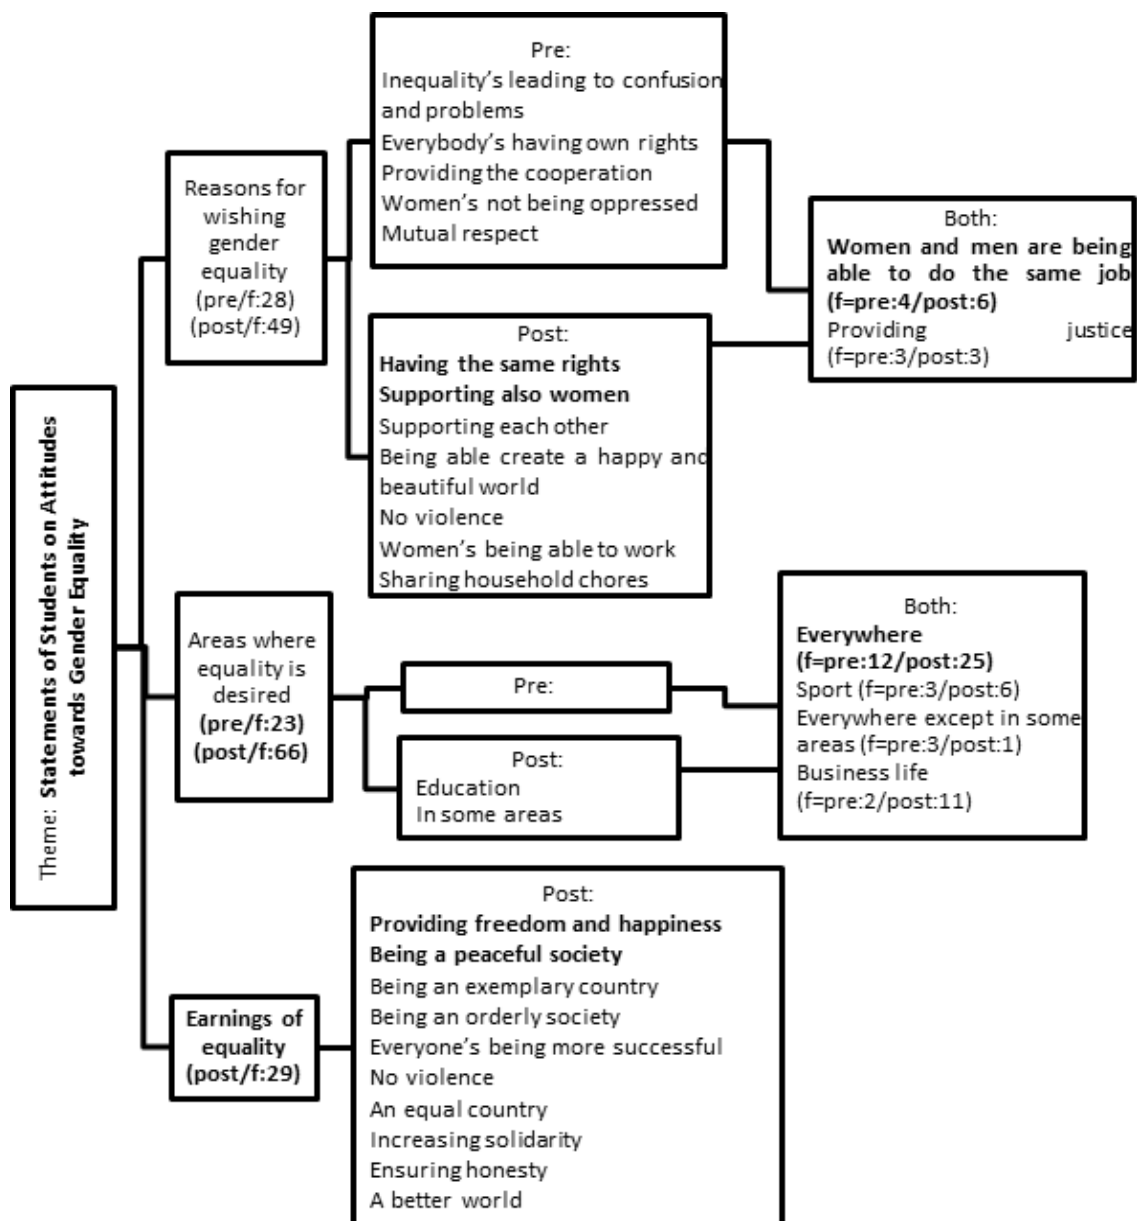 Theme: Statements of Students on Attitudes
towards Gender Equality
Reasons for
wishing
gender
equality
(pre/f:28)
(post/f:49)
Pre:
Inequality's leading to confusion
and problems
Everybody's having own rights
Providing the cooperation
Women's not being oppressed
Mutual respect
Post:
Having the same rights
Supporting also women
Supporting each other
Being able create a happy and
beautiful world
No violence
Women's being able to work
Sharing household chores
Both:
Women and men are being
able to do the same job
(f=pre:4/post:6)
Providing justice
(f=pre:3/post:3)
Areas where
equality is
desired
(pre/f:23)
(post/f:66)
Pre:
Post:
Education
In some areas
Both:
Everywhere
(f=pre:12/post:25)
Sport (f=pre:3/post:6)
Everywhere except in some
areas (f=pre:3/post:1)
Business life
(f=pre:2/post:11)
Earnings of
equality
(post/f:29)
Post:
Providing freedom and happiness
Being a peaceful society
Being an exemplary country
Being an orderly society
Everyone's being more successful
No violence
An equal country
Increasing solidarity
Ensuring honesty
A better world